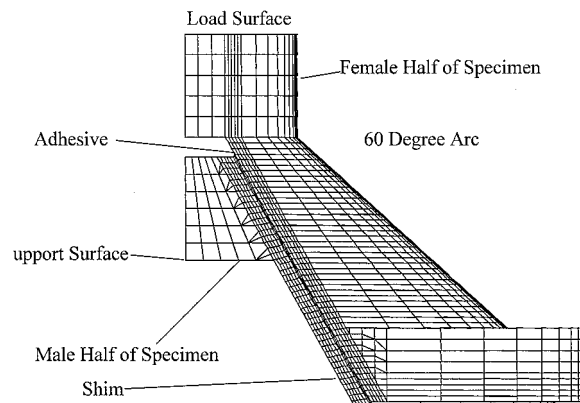 Load Surface
Female Half of Specimen
Adhesive
60 Degree Arc
upport Surface
Male Half of Specimen
Shim